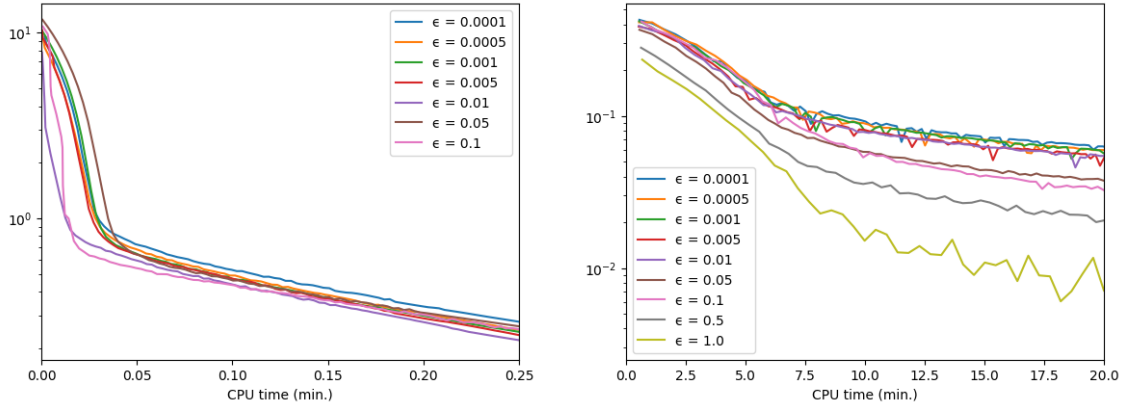 10¹
10⁰
0.00 0.05 0.10 0.15 0.20 0.25
CPU time (min.)
ϵ = 0.0001
ϵ = 0.0005
ϵ = 0.001
ϵ = 0.005
ϵ = 0.01
ϵ = 0.05
ϵ = 0.1
10⁻¹
10⁻²
0.0 2.5 5.0 7.5 10.0 12.5 15.0 17.5 20.0
CPU time (min.)
ϵ = 0.0001
ϵ = 0.0005
ϵ = 0.001
ϵ = 0.005
ϵ = 0.01
ϵ = 0.05
ϵ = 0.1
ϵ = 0.5
ϵ = 1.0